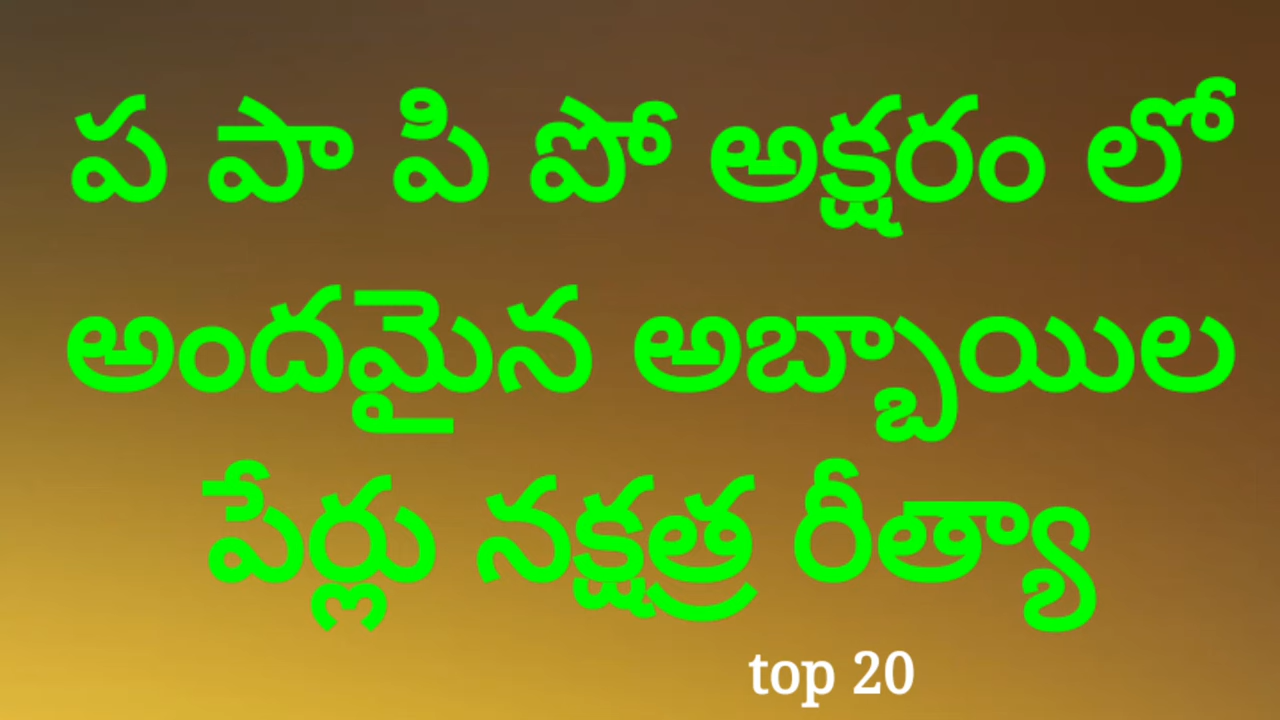 ప పా పి పో అక్షరం లో
అందమైన అబ్బాయిల
పేర్లు నక్షత్ర రీత్యా
top 20